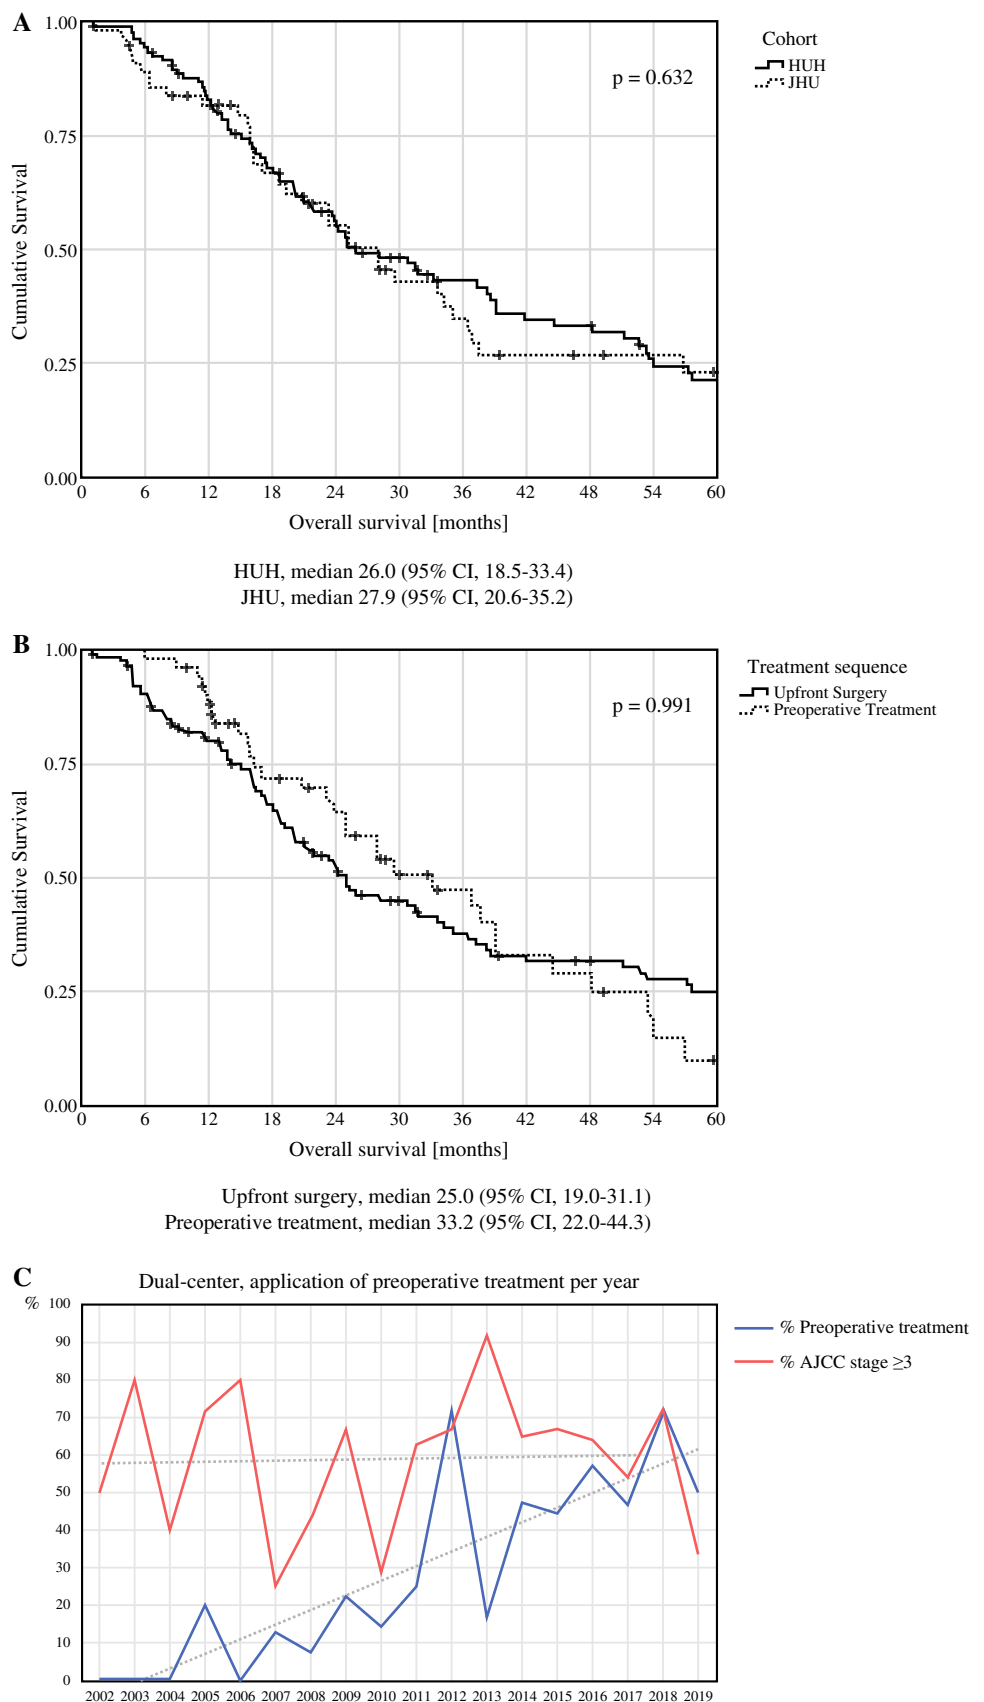 A
Cohort
HUH
JHU
p = 0.632
Cumulative Survival
1.00
0.75
0.50
0.25
0.00
0 6 12 18 24 30 36 42 48 54 60
Overall survival [months]
HUH, median 26.0 (95% CI, 18.5-33.4)
JHU, median 27.9 (95% CI, 20.6-35.2)
B
Treatment sequence
Upfront Surgery
Preoperative Treatment
p = 0.991
Cumulative Survival
1.00
0.75
0.50
0.25
0.00
0 6 12 18 24 30 36 42 48 54 60
Overall survival [months]
Upfront surgery, median 25.0 (95% CI, 19.0-31.1)
Preoperative treatment, median 33.2 (95% CI, 22.0-44.3)
C
Dual-center, application of preoperative treatment per year
%
100
90
80
70
60
50
40
30
20
10
0
2002 2003 2004 2005 2006 2007 2008 2009 2010 2011 2012 2013 2014 2015 2016 2017 2018 2019
% Preoperative treatment
% AJCC stage ≥3